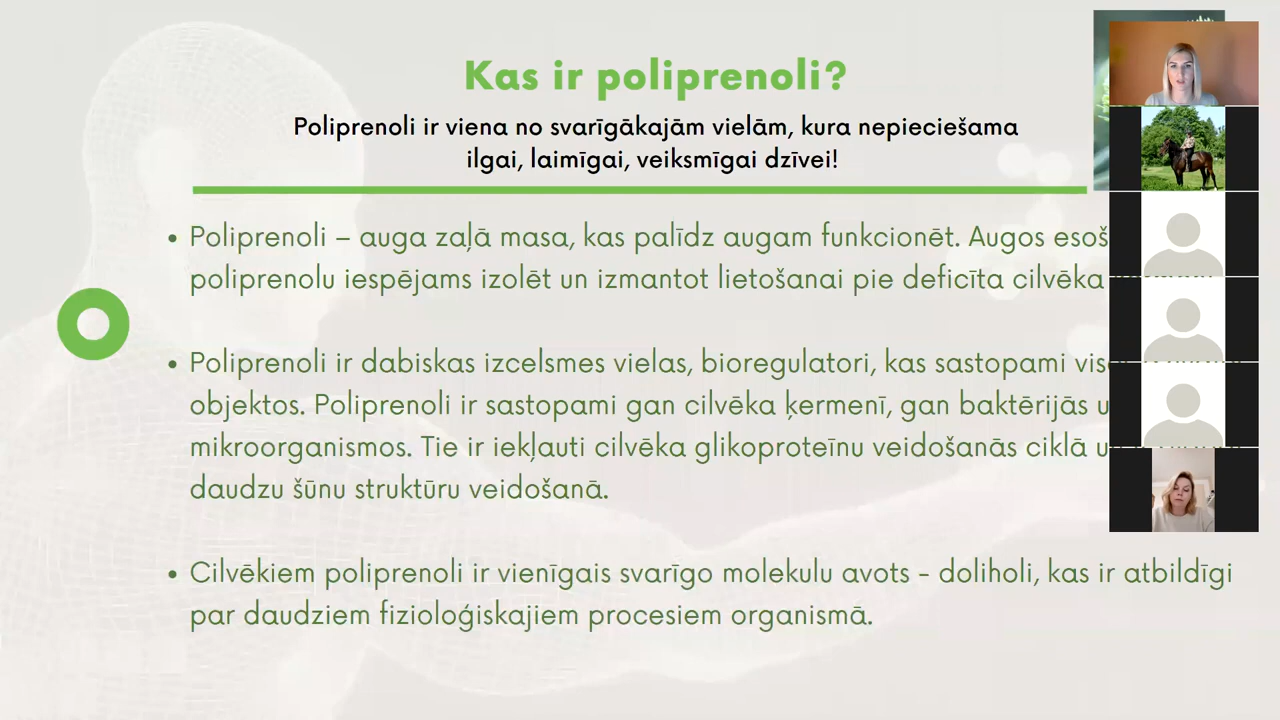 Kas ir poliprenoli?
Poliprenoli ir viena no svarīgākajām vielām, kura nepieciešama
ilgai, laimīgai, veiksmīgai dzīvei!
• Poliprenoli – auga zaļā masa, kas palīdz augam funkcionēt. Augos
poliprenolu iespējams izolēt un izmantot lietošanai pie deficīta cilvēka
• Poliprenoli ir dabiskas izcelsmes vielas, bioregulatori, kas sastopami
objektos. Poliprenoli ir sastopami gan cilvēka ķermenī, gan baktērijās
mikroorganismos. Tie ir iekļauti cilvēka glikoproteīnu veidošanās ciklā
daudzu šūnu struktūru veidošanā.
• Cilvēkiem poliprenoli ir vienīgais svarīgo molekulu avots - doliholi, kas ir atbildīgi
par daudziem fizioloģiskajiem procesiem organismā.